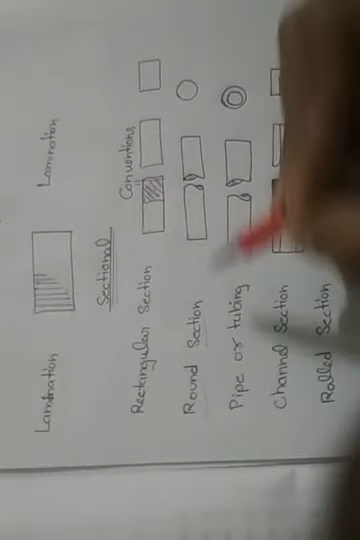 Lamination Lamination
Sectional Conventions
Rectangular Section
Round Section
Pipe or tubing
Channel Section
Rolled Section